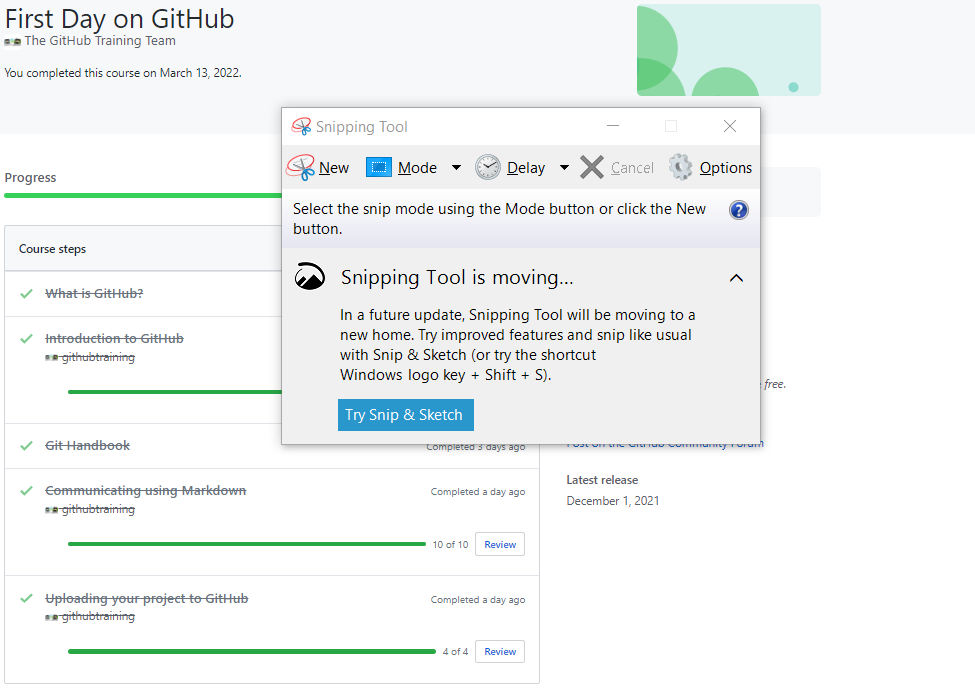 First Day on GitHub
The GitHub Training Team
You completed this course on March 13, 2022.
Snipping Tool
New Mode Delay Cancel Options
Select the snip mode using the Mode button or click the New
button.
?
Snipping Tool is moving...
In a future update, Snipping Tool will be moving to a
new home. Try improved features and snip like usual
with Snip & Sketch (or try the shortcut
Windows logo key + Shift + S).
Try Snip & Sketch
Progress
Course steps
What is GitHub?
Introduction to GitHub
githubtraining
free.
Git Handbook
Completed 3 days ago
Post on the GitHub Community Forum
Communicating using Markdown
Completed a day ago
githubtraining
10 of 10 Review
Uploading your project to GitHub
Completed a day ago
githubtraining
4 of 4 Review
Latest release
December 1, 2021